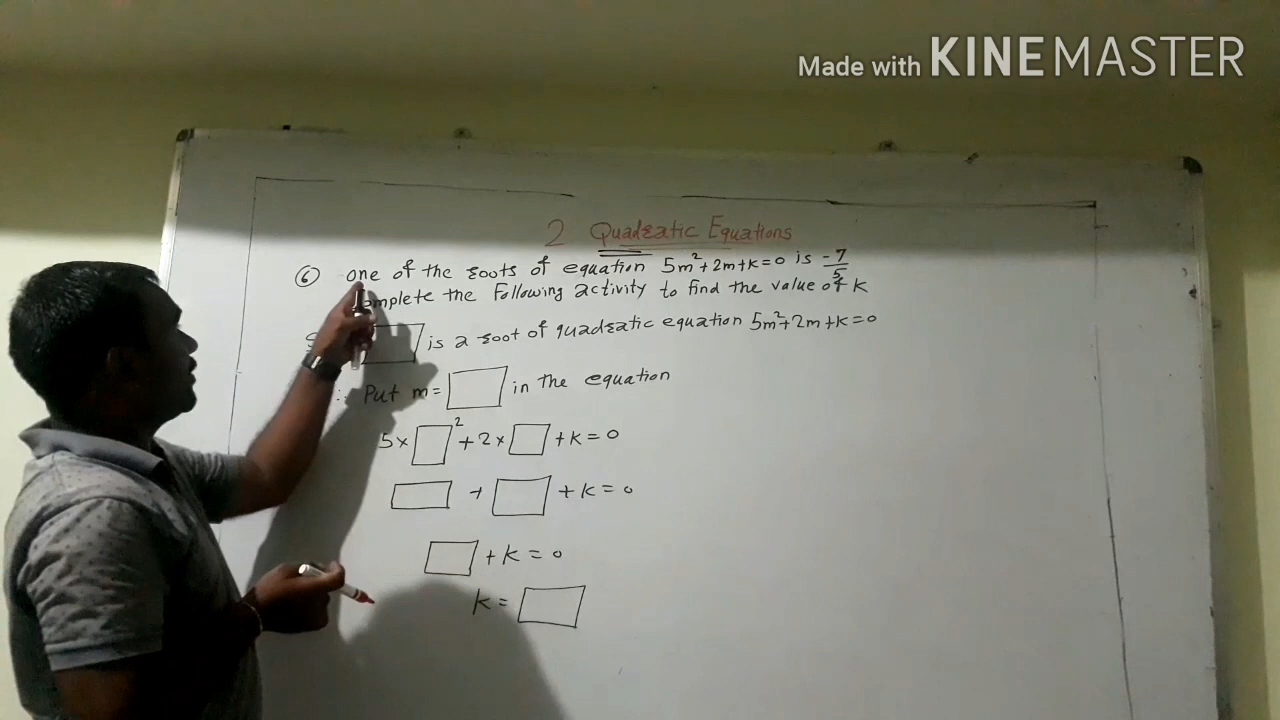 Made with KINEMASTER
2 Quadratic Equations
6 One of the roots of equation 5m²+2m+k=0 is -7/5
complete the following activity to find the value of k
is a root of quadratic equation 5m²+2m+k=0
∴ Put m= in the equation
5× ² +2× +k=0
+ +k=0
+k=0
k=